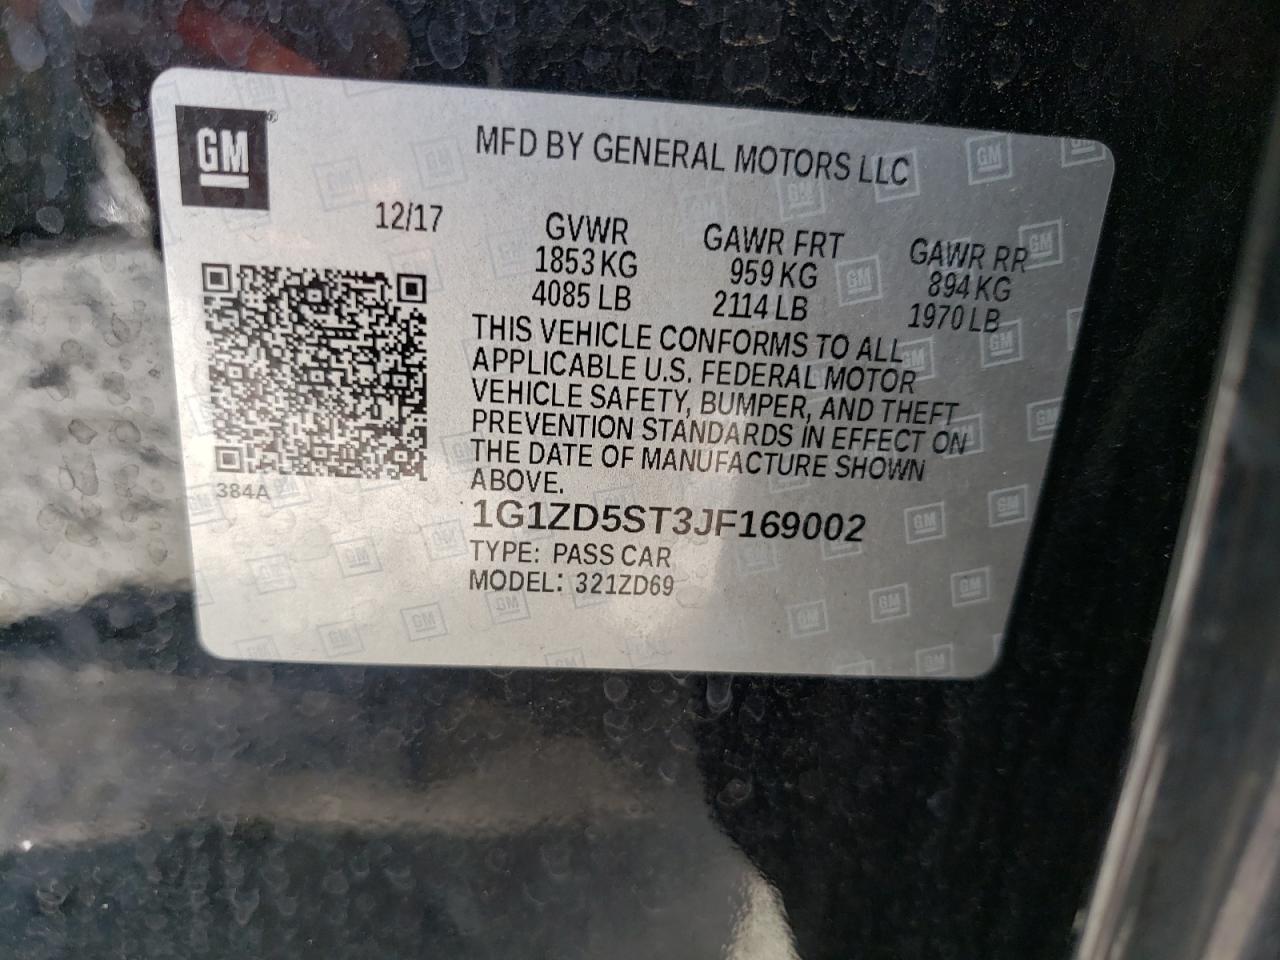 GM
MFD BY GENERAL MOTORS LLC
12/17
GVWR GAWR FRT GAWR RR
1853 KG 959 KG 894 KG
4085 LB 2114 LB 1970 LB
THIS VEHICLE CONFORMS TO ALL
APPLICABLE U.S. FEDERAL MOTOR
VEHICLE SAFETY, BUMPER, AND THEFT
PREVENTION STANDARDS IN EFFECT ON
THE DATE OF MANUFACTURE SHOWN
ABOVE.
384A
1G1ZD5ST3JF169002
TYPE: PASS CAR
MODEL: 321ZD69